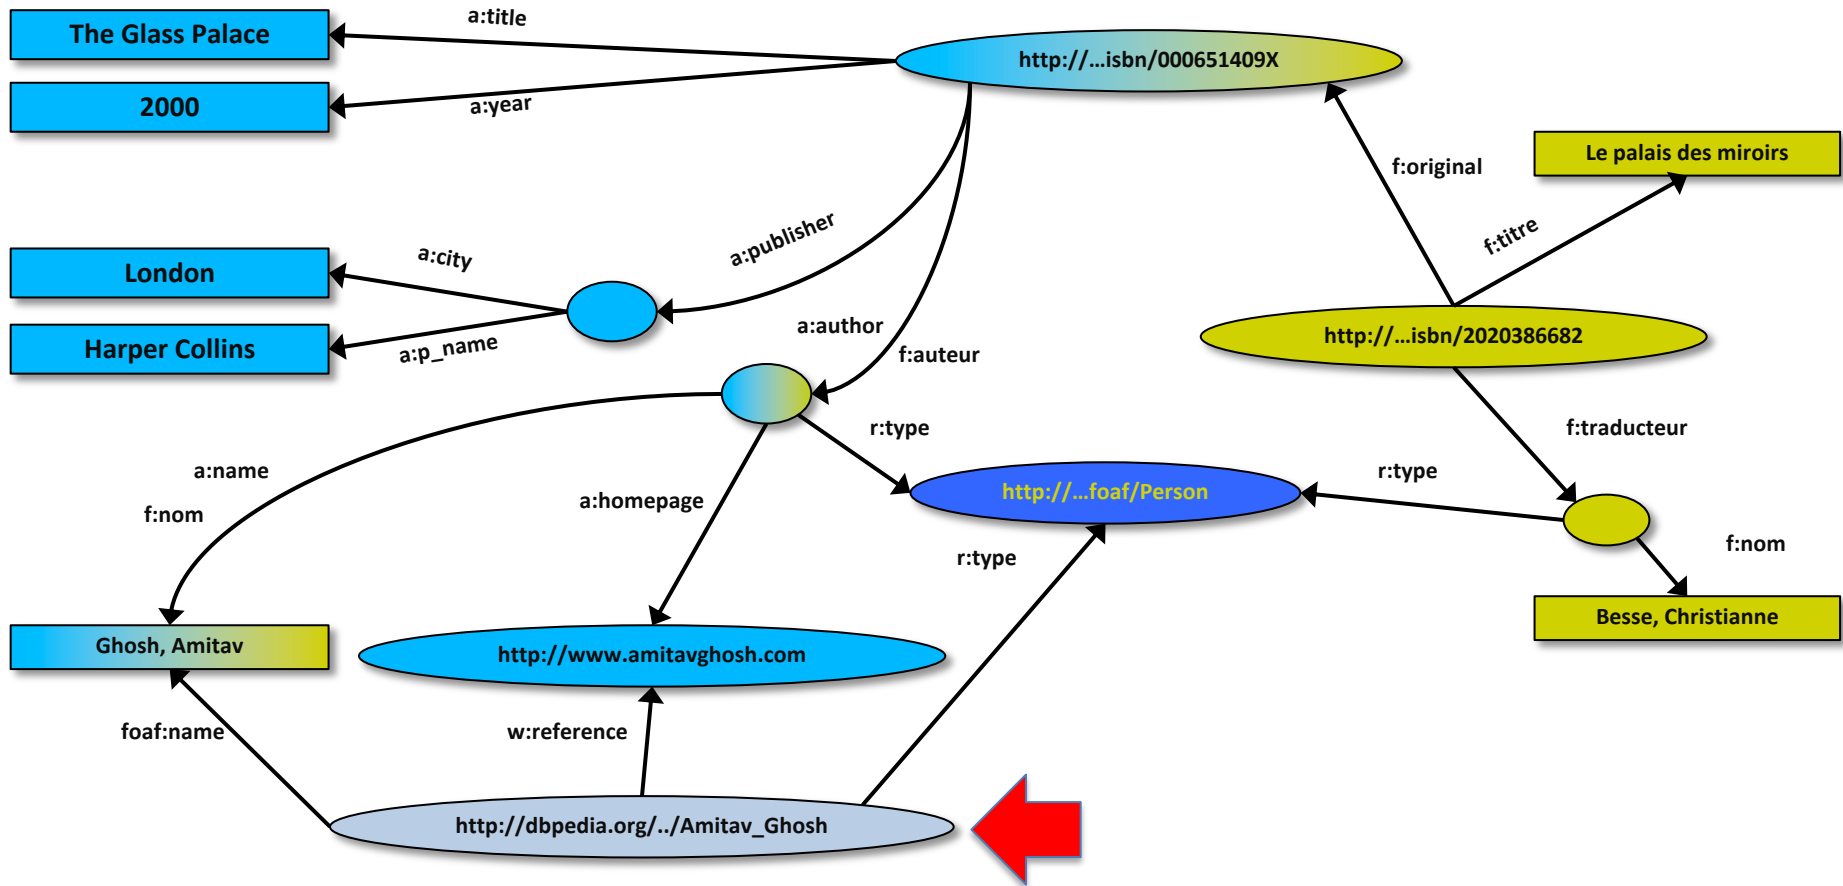 a:title
The Glass Palace
http://...isbn/000651409X
2000
a:year
Le palais des miroirs
f:original
f:titre
a:publisher
a:city
London
a:author
http://...isbn/2020386682
Harper Collins
a:p_name
f:auteur
r:type
f:traducteur
a:name
r:type
http://...foaf/Person
a:homepage
f:nom
f:nom
r:type
Besse, Christianne
Ghosh, Amitav
http://www.amitavghosh.com
foaf:name
w:reference
http://dbpedia.org/../Amitav_Ghosh